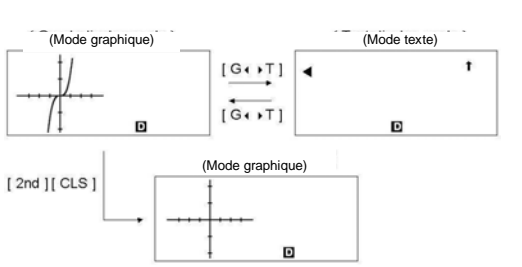 (Mode graphique)
(Mode texte)
[ G◂ ▸T ]
[ G◂ ▸T ]
D
D
(Mode graphique)
[ 2nd ][ CLS ]
D